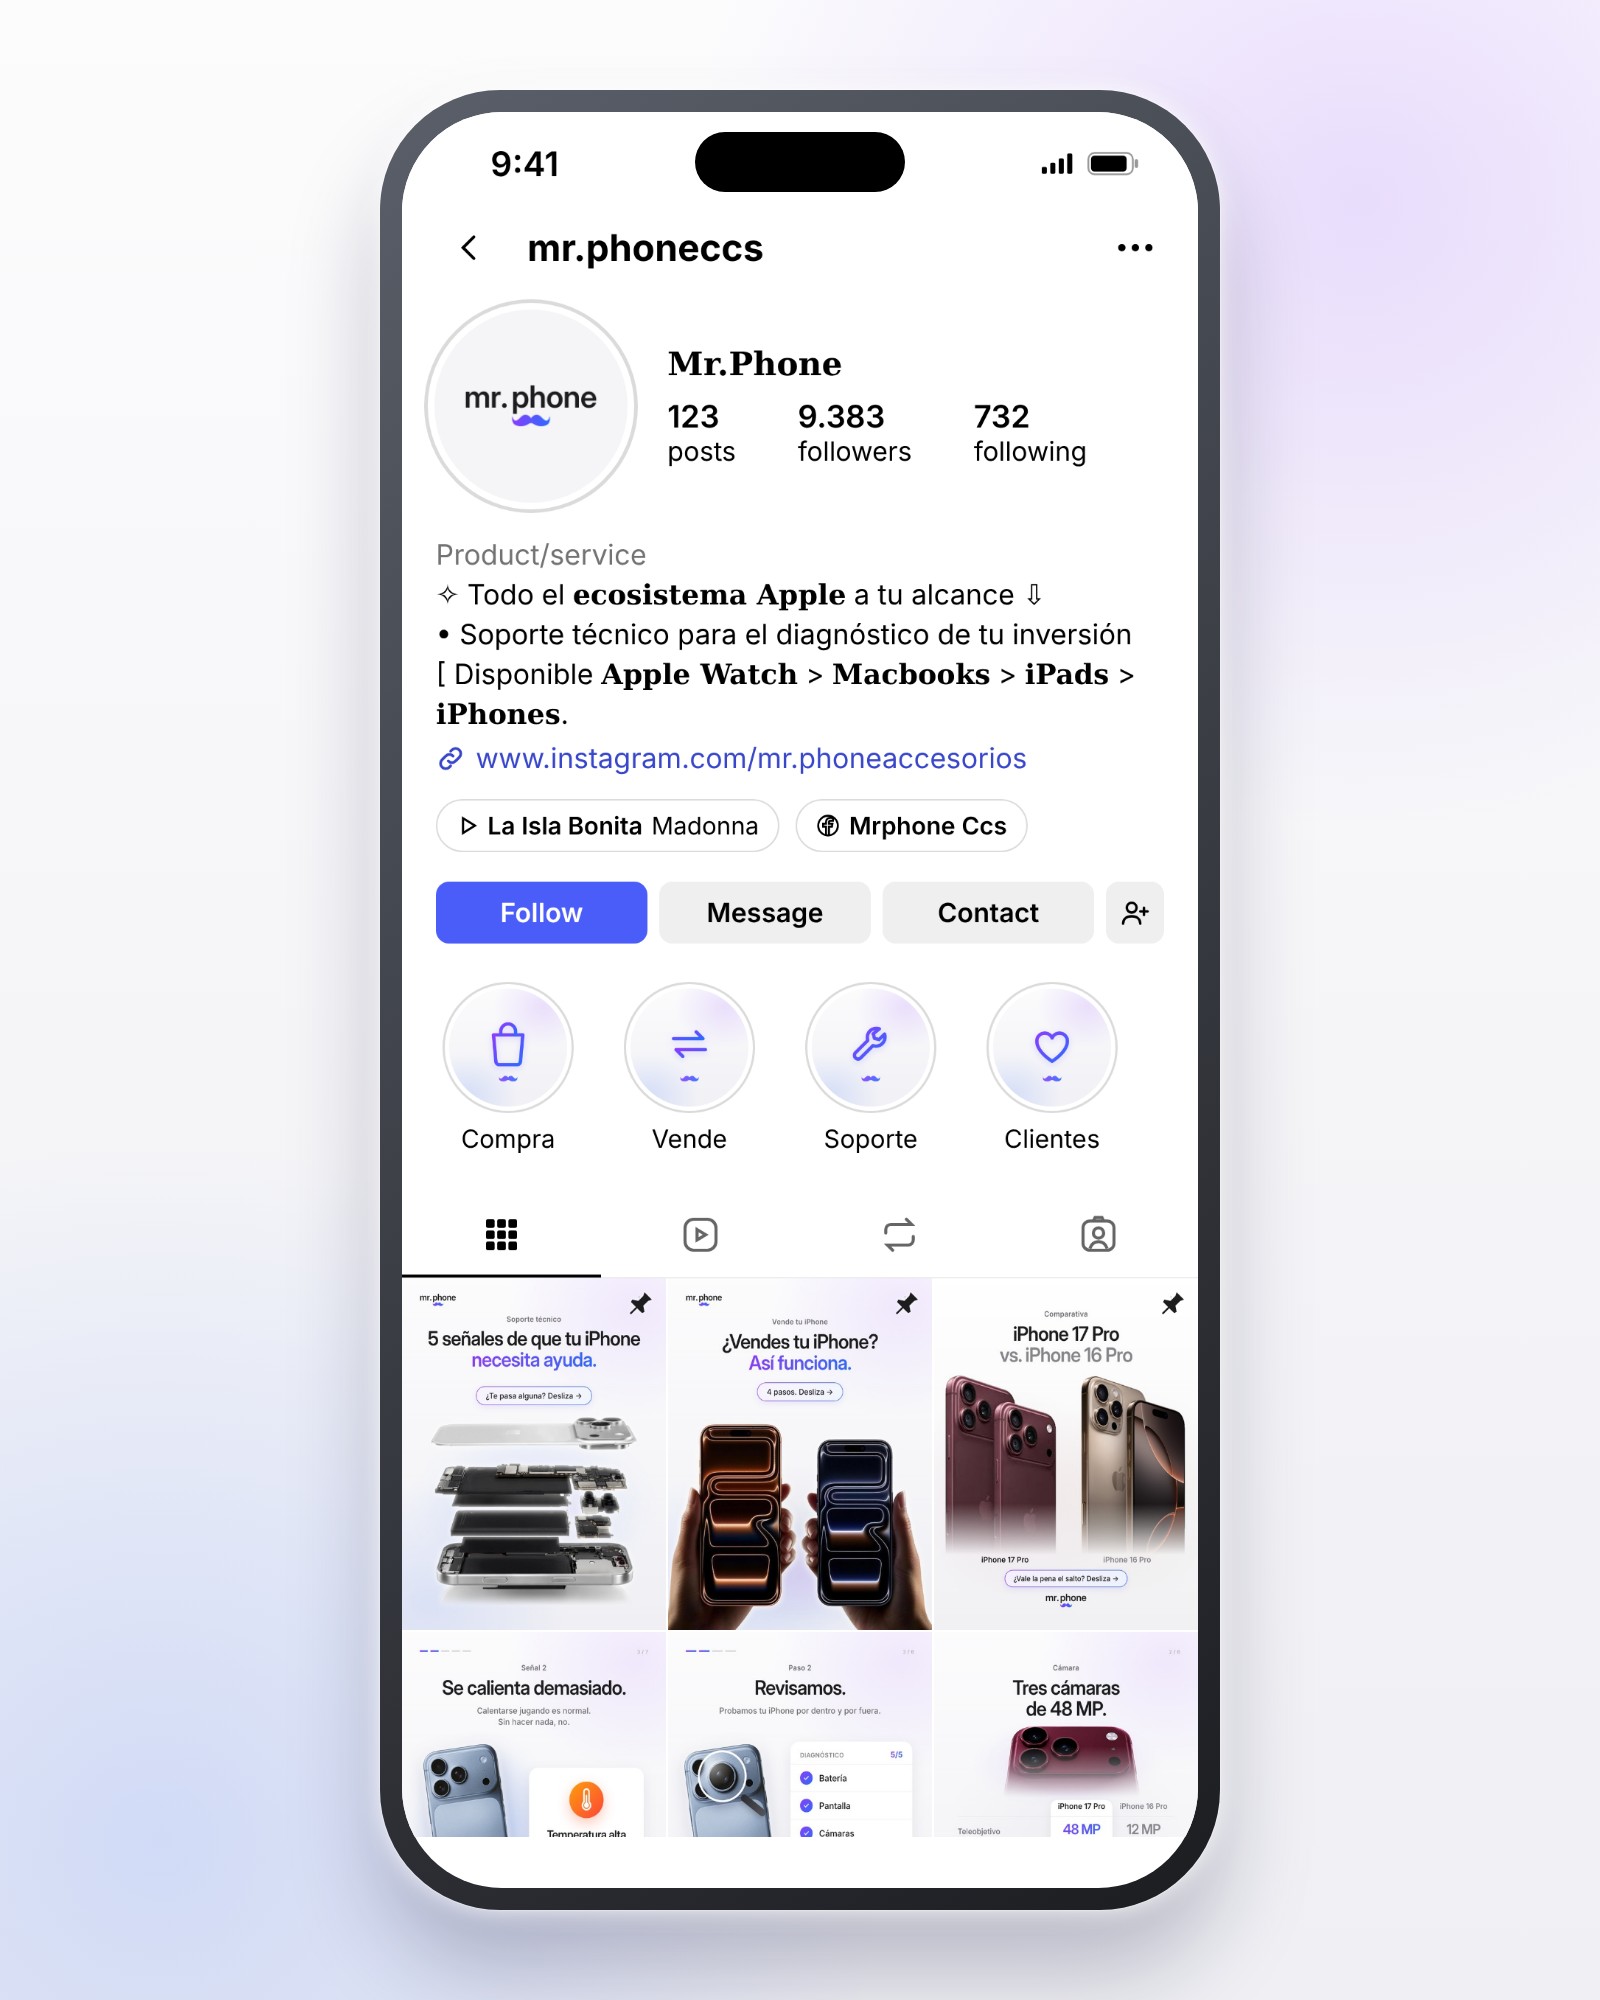 9:41
mr.phoneccs
mr.phone
Mr.Phone
123 9.383 732
posts followers following
Product/service
✧ Todo el ecosistema Apple a tu alcance ⇩
• Soporte técnico para el diagnóstico de tu inversión
[ Disponible Apple Watch > Macbooks > iPads >
iPhones.
www.instagram.com/mr.phoneaccesorios
La Isla Bonita Madonna
Mrphone Ccs
Follow
Message
Contact
Compra
Vende
Soporte
Clientes
mr.phone
Soporte técnico
5 señales de que tu iPhone
necesita ayuda.
¿Te pasa alguna? Desliza →
mr.phone
Vende tu iPhone
¿Vendes tu iPhone?
Así funciona.
4 pasos. Desliza →
Comparativa
iPhone 17 Pro
vs. iPhone 16 Pro
iPhone 17 Pro
iPhone 16 Pro
¿Vale la pena el salto? Desliza →
mr.phone
Señal 2
Se calienta demasiado.
Calentarse jugando es normal.
Sin hacer nada, no.
Temperatura alta
Paso 2
Revisamos.
Probamos tu iPhone por dentro y por fuera.
DIAGNÓSTICO 5/5
Batería
Pantalla
Cámaras
Cámara
Tres cámaras
de 48 MP.
iPhone 17 Pro iPhone 16 Pro
Teleobjetivo 48 MP 12 MP